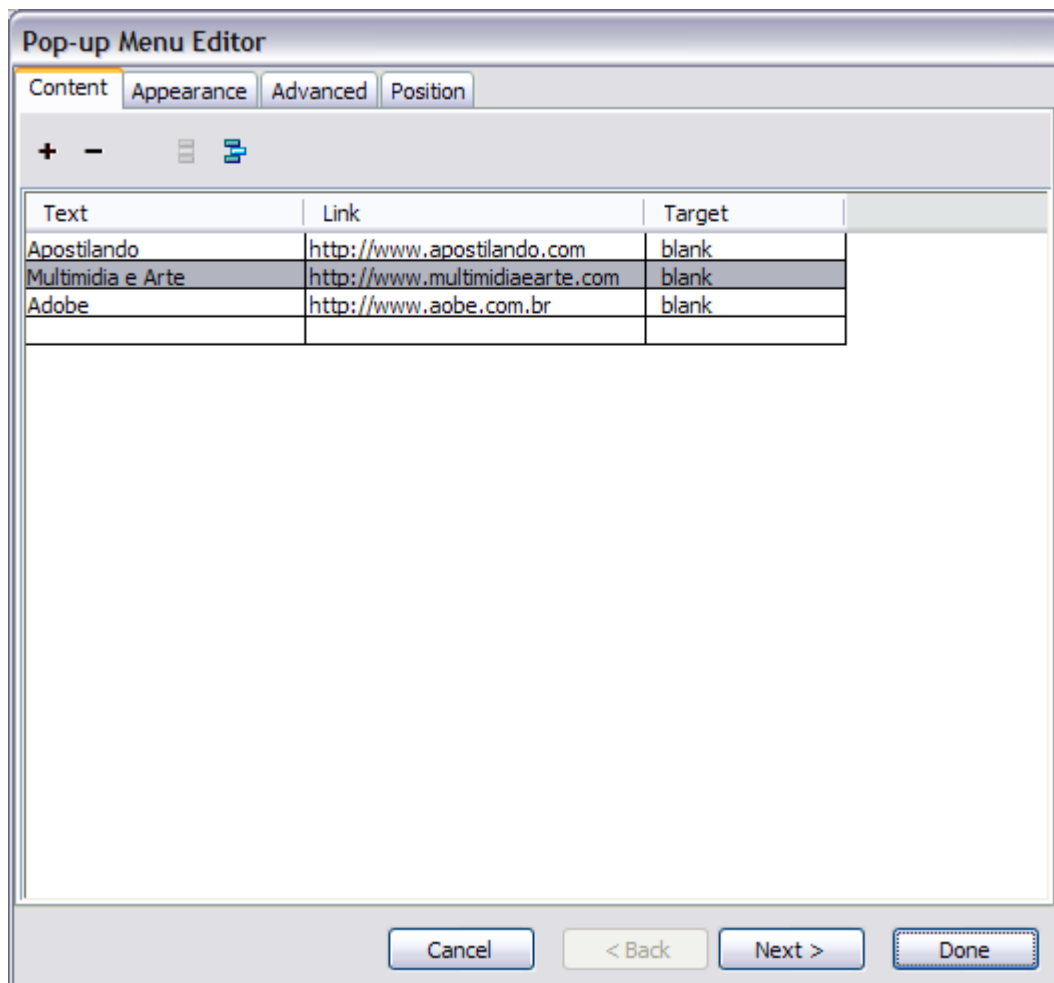 Pop-up Menu Editor
Content Appearance Advanced Position
+ -
Text Link Target
Apostilando http://www.apostilando.com blank
Multimidia e Arte http://www.multimidiaearte.com blank
Adobe http://www.aobe.com.br blank
Cancel < Back Next > Done